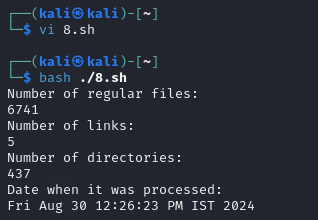 ┌──(kali㉿kali)-[~]
└─$ vi 8.sh
┌──(kali㉿kali)-[~]
└─$ bash ./8.sh
Number of regular files:
6741
Number of links:
5
Number of directories:
437
Date when it was processed:
Fri Aug 30 12:26:23 PM IST 2024